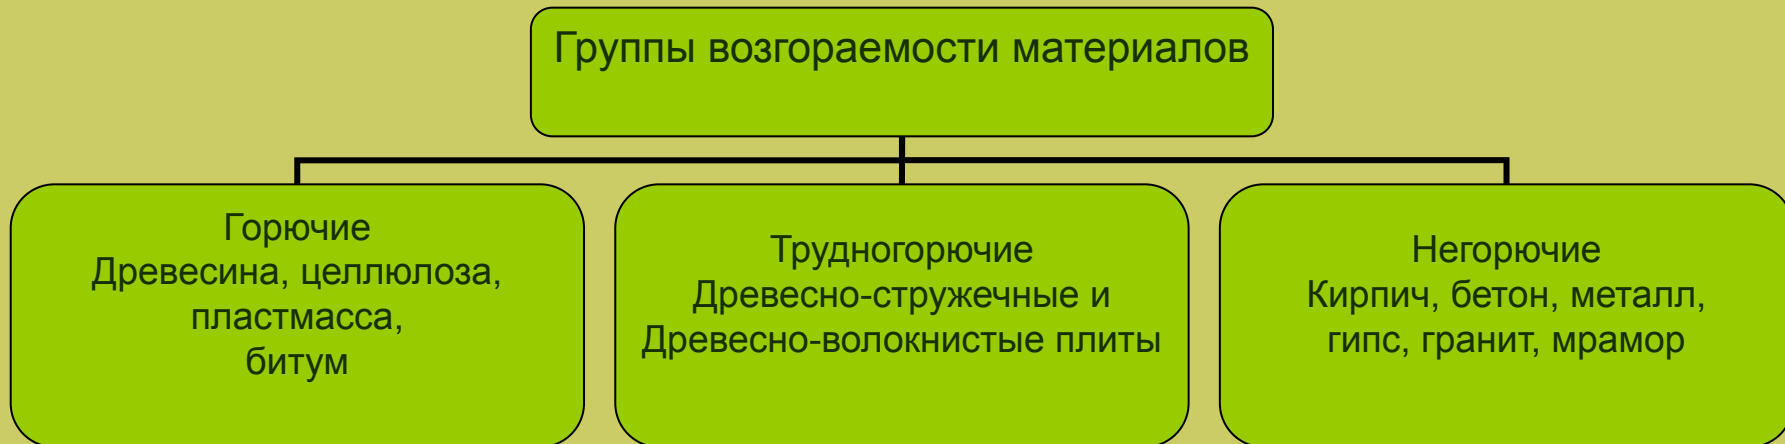 Группы возгораемости материалов
Горючие
Древесина, целлюлоза,
пластмасса,
битум
Трудногорючие
Древесно-стружечные и
Древесно-волокнистые плиты
Негорючие
Кирпич, бетон, металл,
гипс, гранит, мрамор